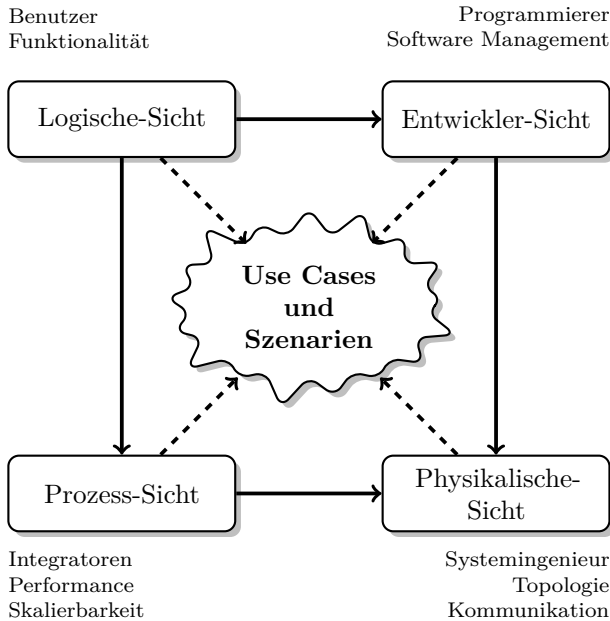 Benutzer
Funktionalität
Programmierer
Software Management
Logische-Sicht
Entwickler-Sicht
Use Cases
und
Szenarien
Prozess-Sicht
Physikalische-
Sicht
Integratoren
Performance
Skalierbarkeit
Systemingenieur
Topologie
Kommunikation